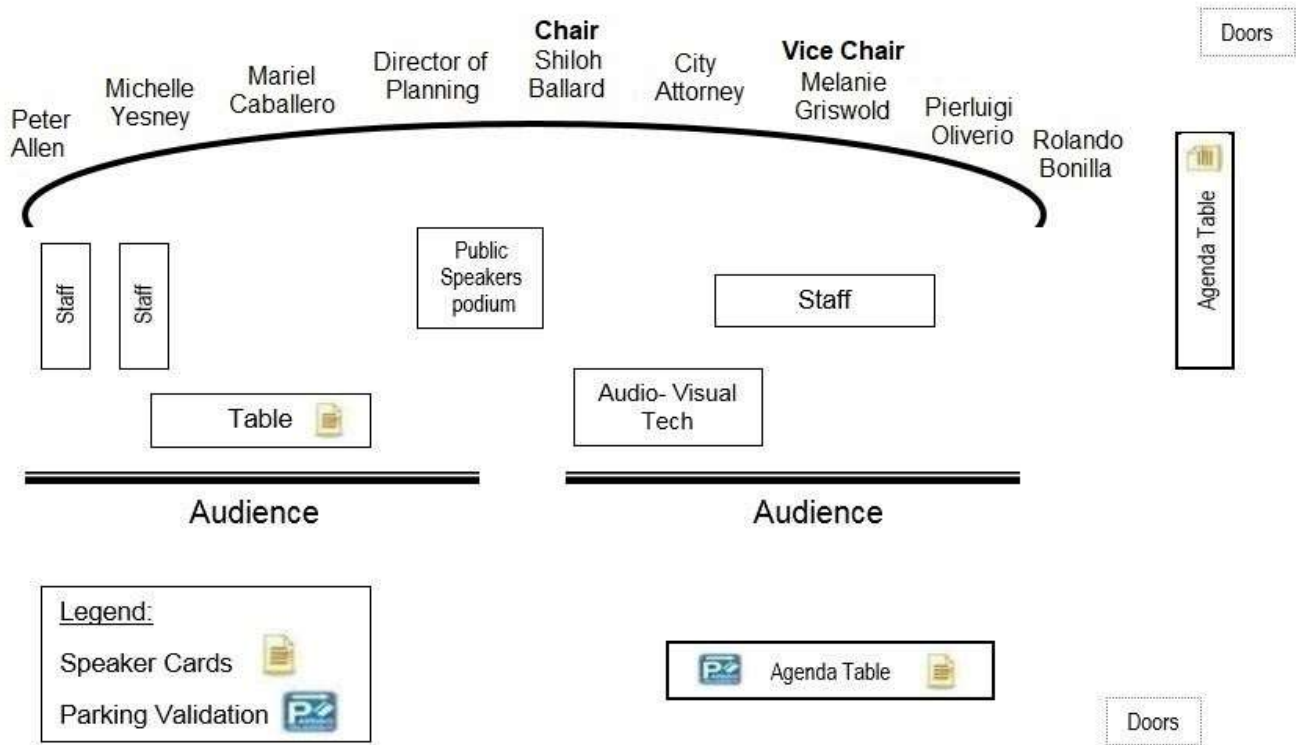 Doors
Chair
Shiloh
Ballard
Vice Chair
Melanie
Griswold
Director of
Planning
City
Attorney
Mariel
Caballero
Michelle
Yesney
Peter
Allen
Pierluigi
Oliverio
Rolando
Bonilla
Agenda Table
Staff
Staff
Public
Speakers
podium
Staff
Table
Audio- Visual
Tech
Audience
Audience
Legend:
Speaker Cards
Parking Validation
P
Agenda Table
P
Doors